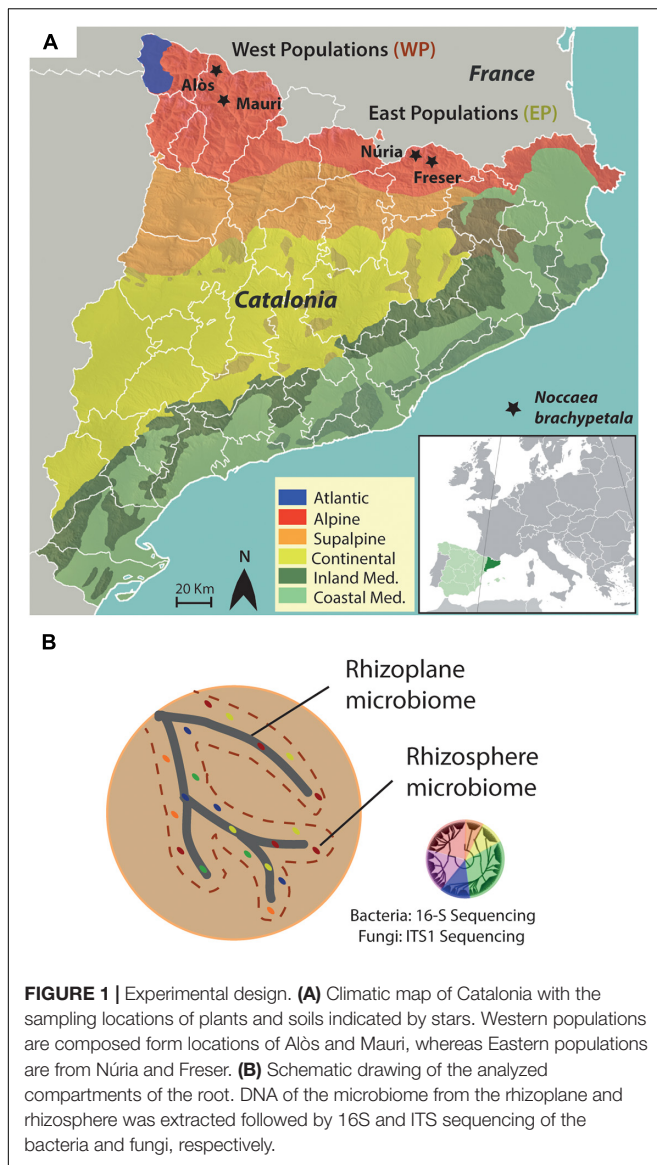 A
West Populations (WP)
France
Alòs
Mauri
East Populations (EP)
Núria
Freser
Catalonia
Noccaea
brachypetala
Atlantic
Alpine
Supalpine
Continental
Inland Med.
Coastal Med.
N
20 Km
B
Rhizoplane
microbiome
Rhizosphere
microbiome
Bacteria: 16-S Sequencing
Fungi: ITS1 Sequencing
FIGURE 1 | Experimental design. (A) Climatic map of Catalonia with the
sampling locations of plants and soils indicated by stars. Western populations
are composed form locations of Alòs and Mauri, whereas Eastern populations
are from Núria and Freser. (B) Schematic drawing of the analyzed
compartments of the root. DNA of the microbiome from the rhizoplane and
rhizosphere was extracted followed by 16S and ITS sequencing of the
bacteria and fungi, respectively.